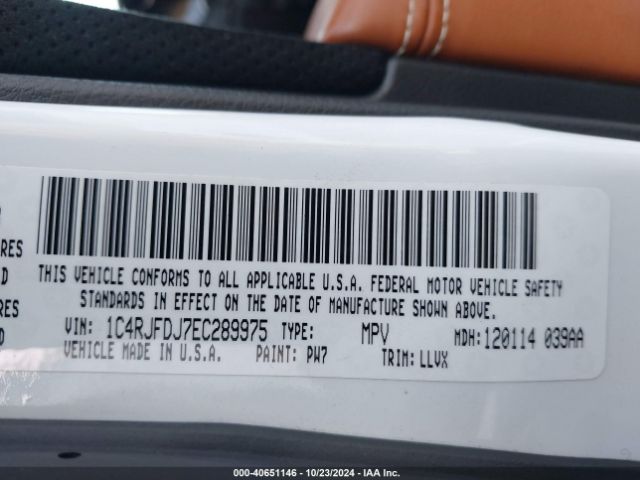 RES
D
RES
D
THIS VEHICLE CONFORMS TO ALL APPLICABLE U.S.A. FEDERAL MOTOR VEHICLE SAFETY
STANDARDS IN EFFECT ON THE DATE OF MANUFACTURE SHOWN ABOVE.
VIN: 1C4RJFDJ7EC289975 TYPE: MPV MDH:120114 039AA
VEHICLE MADE IN U.S.A. PAINT: PW7 TRIM:LLVX
000-40651146 - 10/23/2024 - IAA Inc.